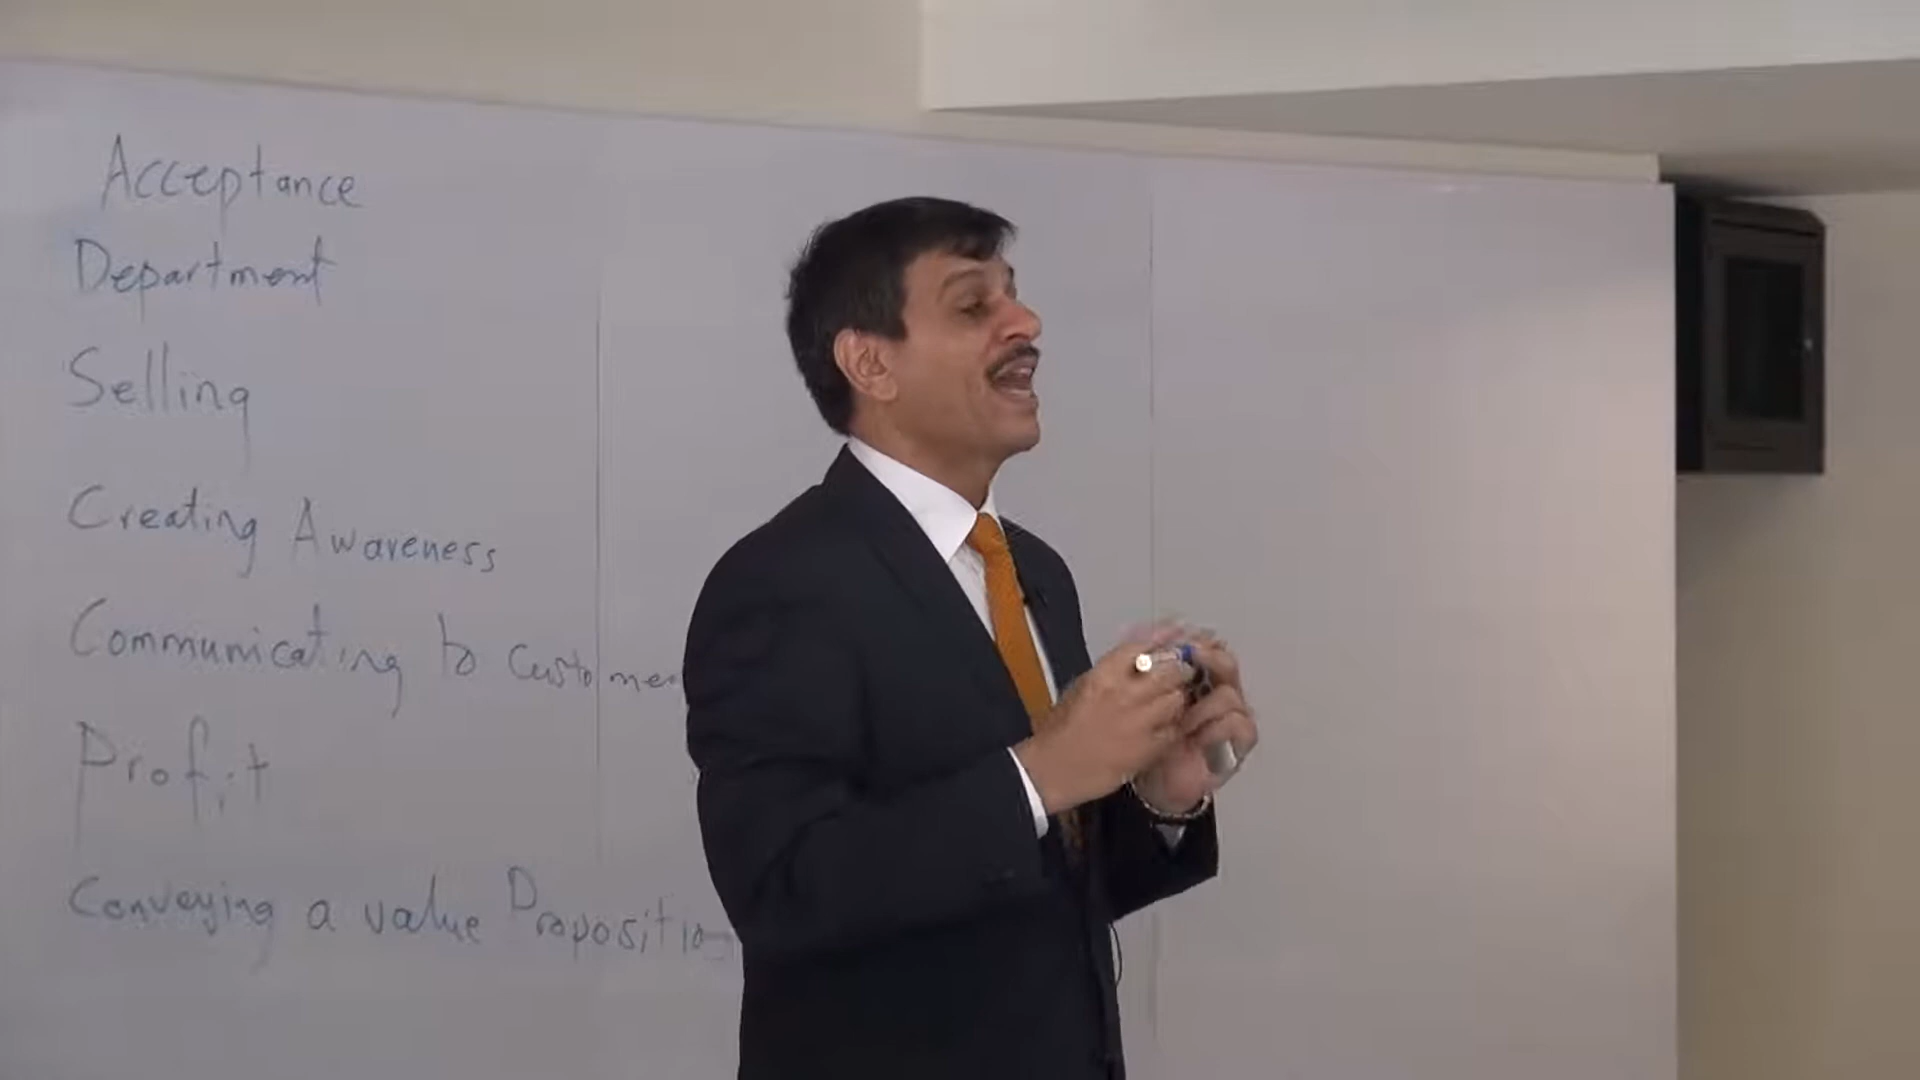 Acceptance
Department
Selling
Creating Awareness
Communicating to Customer
Profit
Conveying a value Proposition